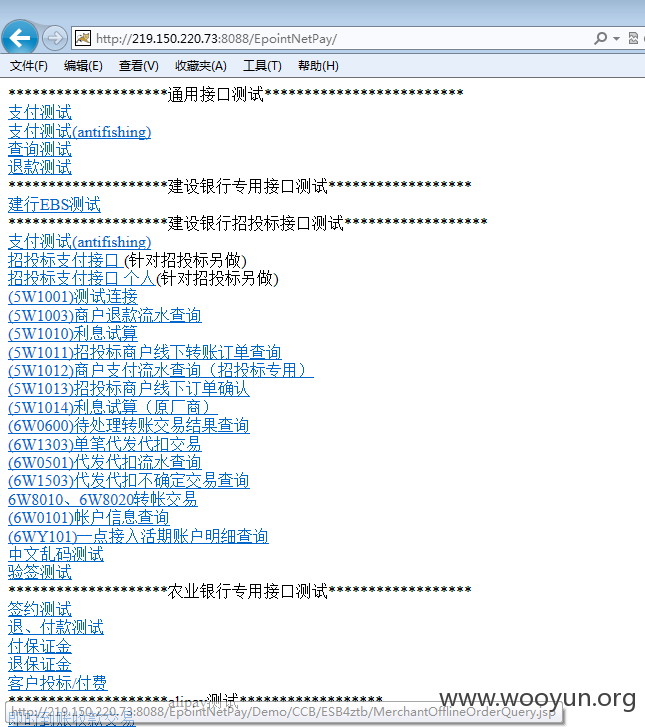 http://219.150.220.73:8088/EpointNetPay/
文件(F) 编辑(E) 查看(V) 收藏夹(A) 工具(T) 帮助(H)
********************通用接口测试*************************
支付测试
支付测试(antifishing)
查询测试
退款测试
********************建设银行专用接口测试******************
建行EBS测试
********************建设银行招投标接口测试******************
支付测试(antifishing)
招投标支付接口 (针对招投标另做)
招投标支付接口 个人(针对招投标另做)
(5W1001)测试连接
(5W1003)商户退款流水查询
(5W1010)利息试算
(5W1011)招投标商户线下转账订单查询
(5W1012)商户支付流水查询（招投标专用）
(5W1013)招投标商户线下订单确认
(5W1014)利息试算（原厂商）
(6W0600)待处理转账交易结果查询
(6W1303)单笔代发代扣交易
(6W0501)代发代扣流水查询
(6W1503)代发代扣不确定交易查询
6W8010、6W8020转帐交易
(6W0101)帐户信息查询
(6WY101)一点接入活期账户明细查询
中文乱码测试
验签测试
********************农业银行专用接口测试******************
签约测试
退、付款测试
付保证金
退保证金
客户投标/付费
********************alipay测试******************
http://219.150.220.73:8088/EpointNetPay/Demo/CCB/ESB4ztb/MerchantOfflineOrderQuery.jsp
即时到账收款交易
www.wooyun.org